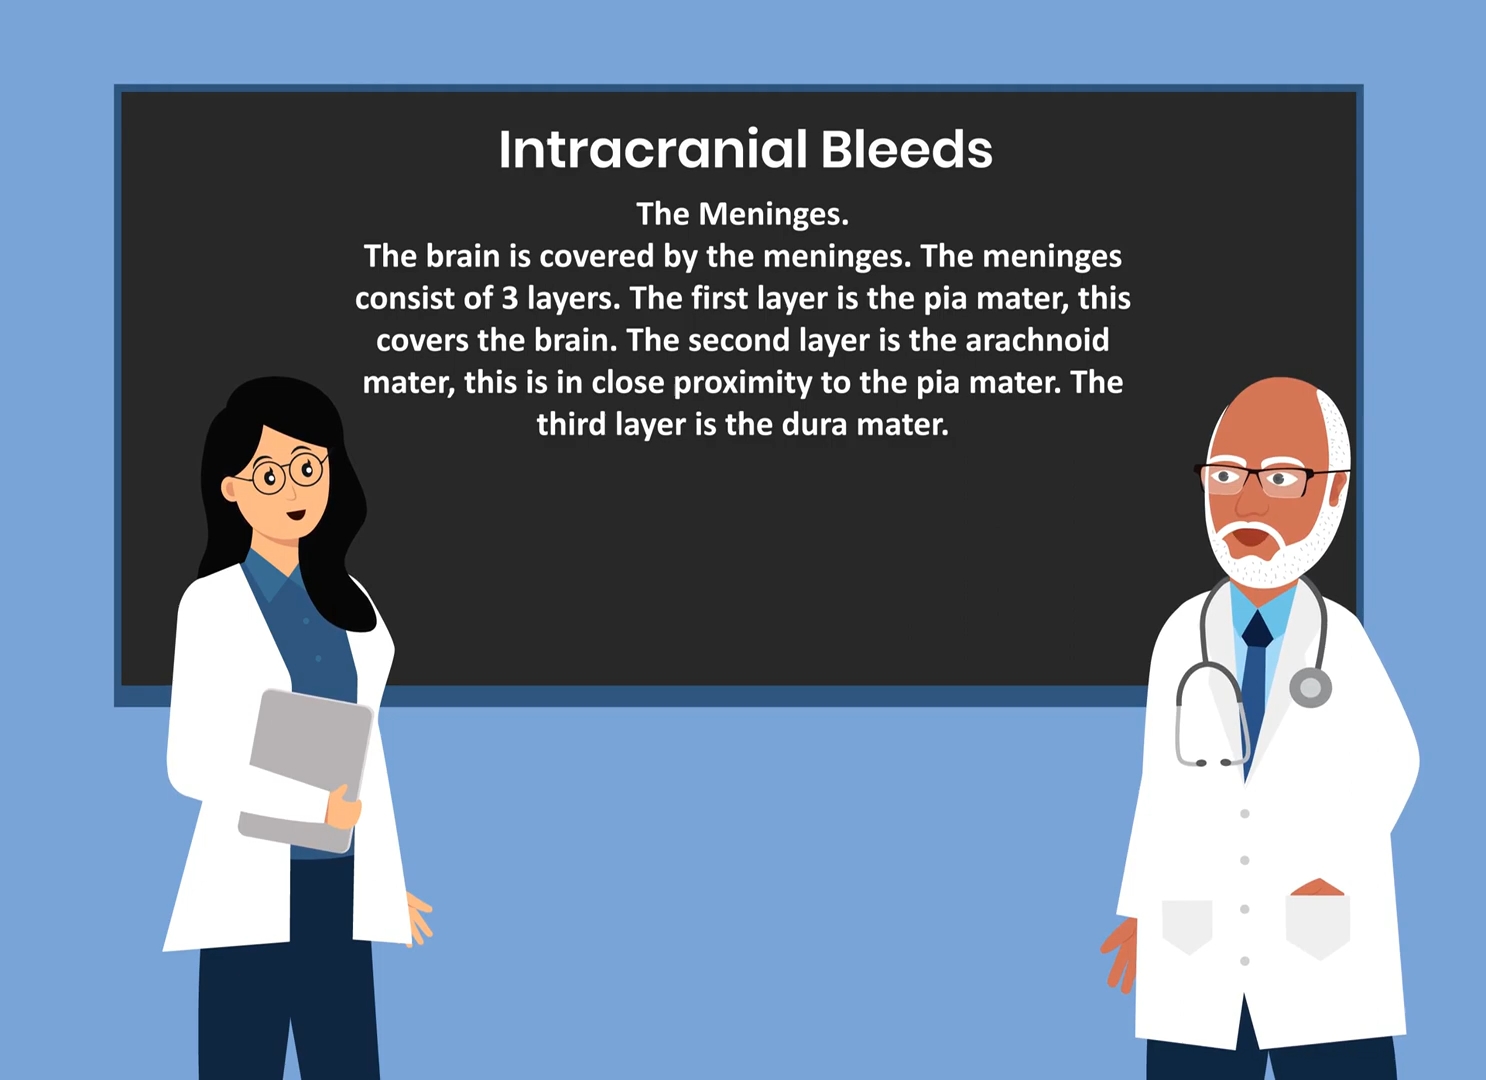 Intracranial Bleeds
The Meninges.
The brain is covered by the meninges. The meninges
consist of 3 layers. The first layer is the pia mater, this
covers the brain. The second layer is the arachnoid
mater, this is in close proximity to the pia mater. The
third layer is the dura mater.